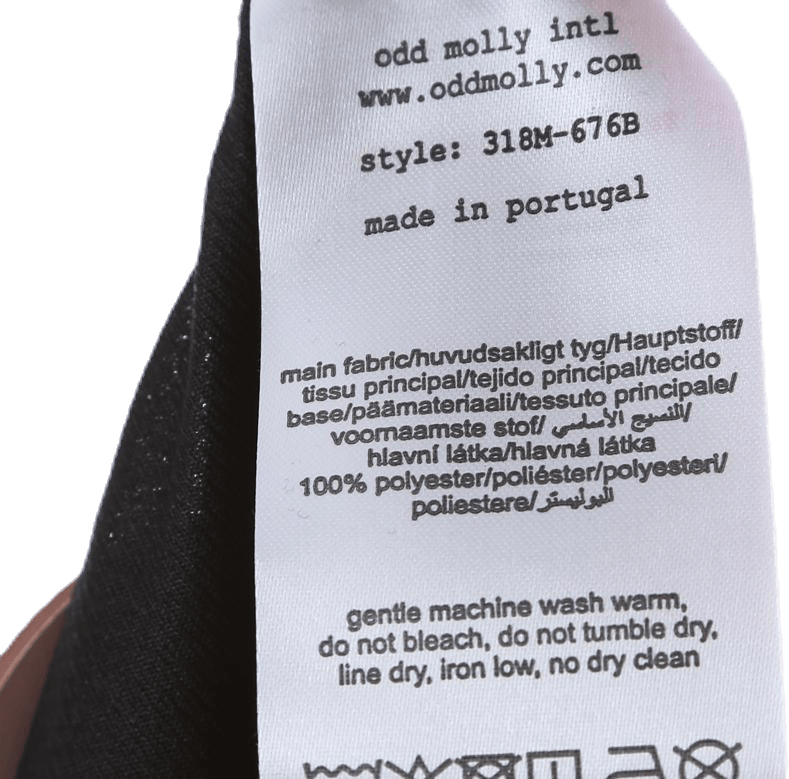 odd molly intl
www.oddmolly.com
style: 318M-676B
made in portugal
main fabric/huvudsakligt tyg/Hauptstoff/
tissu principal/tejido principal/tecido
base/päämateriaali/tessuto principale/
voornaamste stof/ النسيج الأساسي/
hlavní látka/hlavná látka
100% polyester/poliéster/polyesteri/
poliestere/ البوليستر
gentle machine wash warm,
do not bleach, do not tumble dry,
line dry, iron low, no dry clean